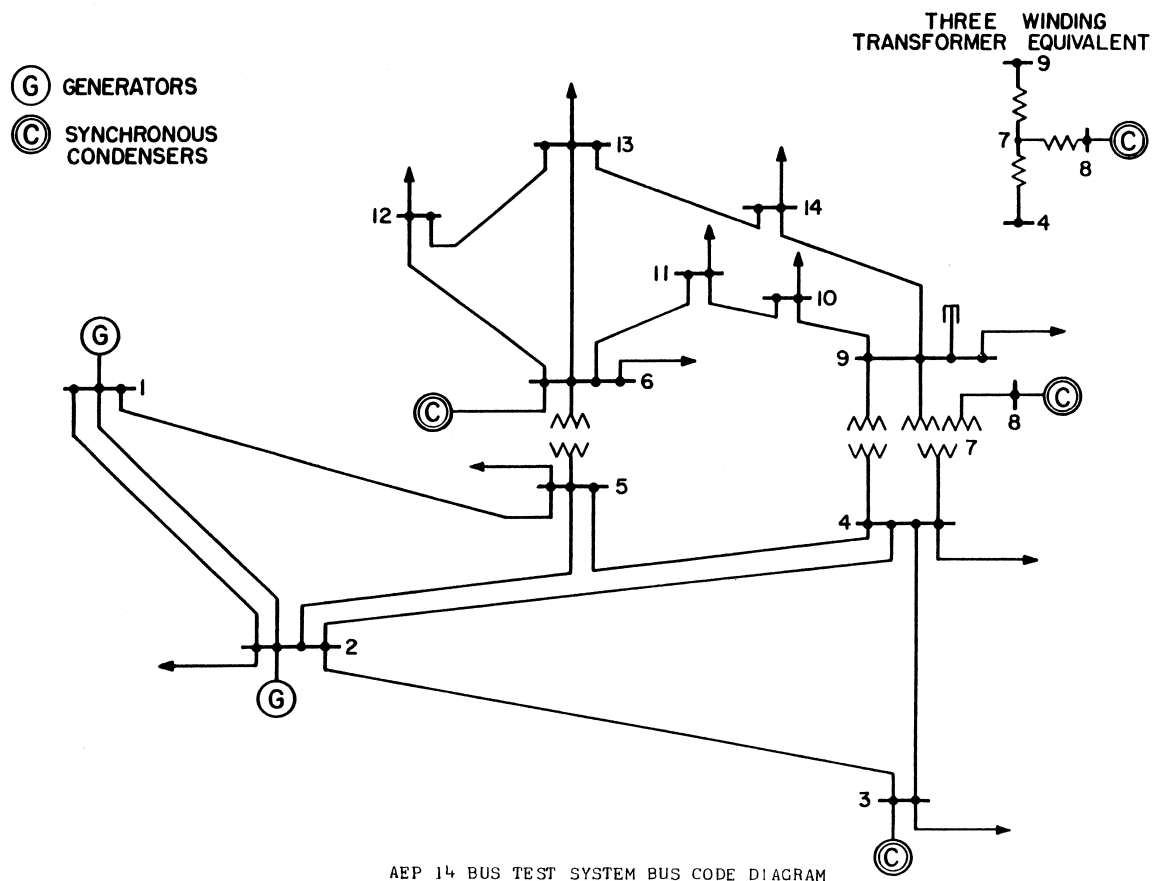 THREE WINDING
TRANSFORMER EQUIVALENT
9
7
C
8
4
G GENERATORS
C SYNCHRONOUS
CONDENSERS
13
12
14
11
10
G
1
9
6
C
C
8
7
5
4
2
G
3
C
AEP 14 BUS TEST SYSTEM BUS CODE DIAGRAM